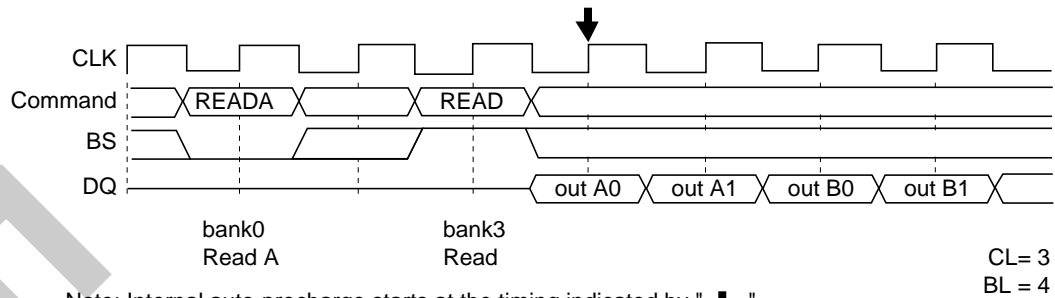 CLK
Command READA READ
BS
DQ out A0 out A1 out B0 out B1
bank0 bank3
Read A Read
CL= 3
BL = 4
Note: Internal auto-precharge starts at the timing indicated by " ".